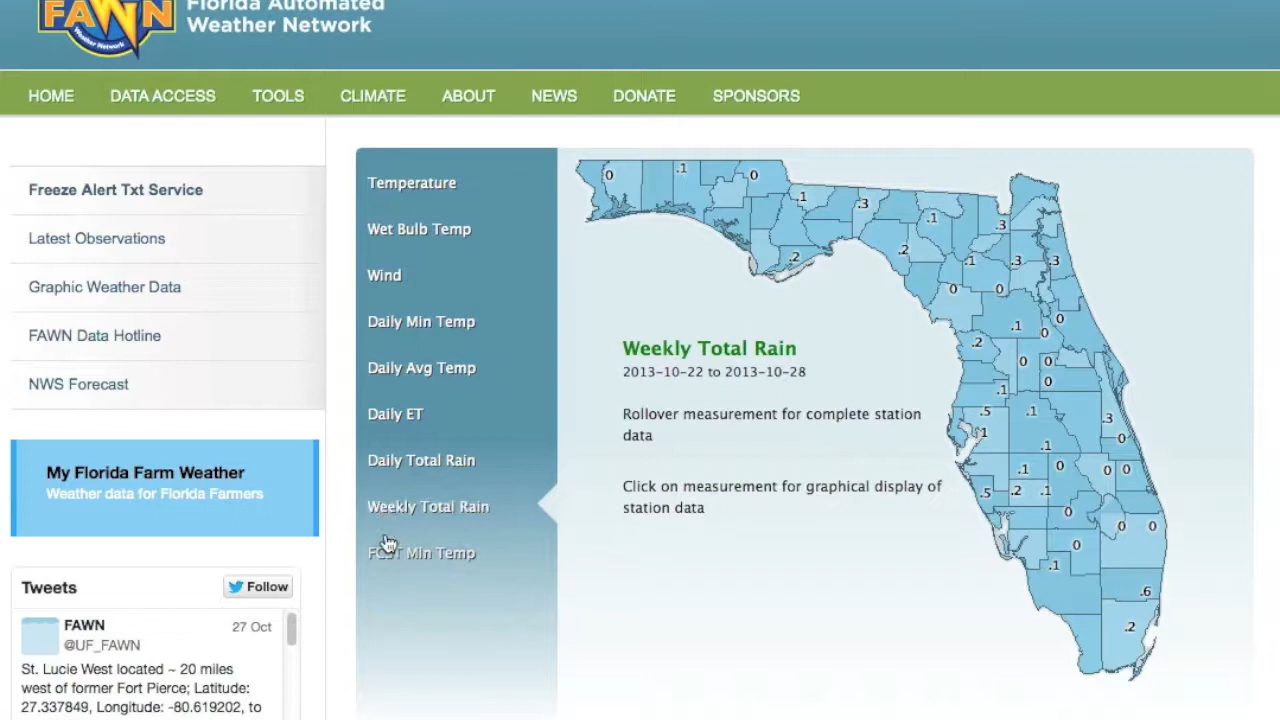 FAWN
Weather Network
Florida Automated
Weather Network
HOME
DATA ACCESS
TOOLS
CLIMATE
ABOUT
NEWS
DONATE
SPONSORS
Freeze Alert Txt Service
Latest Observations
Graphic Weather Data
FAWN Data Hotline
NWS Forecast
My Florida Farm Weather
Weather data for Florida Farmers
Tweets
Follow
FAWN
27 Oct
@UF_FAWN
St. Lucie West located ~ 20 miles
west of former Fort Pierce; Latitude:
27.337849, Longitude: -80.619202, to
Temperature
Wet Bulb Temp
Wind
Daily Min Temp
Daily Avg Temp
Daily ET
Daily Total Rain
Weekly Total Rain
FCST Min Temp
Weekly Total Rain
2013-10-22 to 2013-10-28
Rollover measurement for complete station
data
Click on measurement for graphical display of
station data
0 .1 0
.1 .3
.1 .3
.2 .2 .1 .3 .3
0 0
.1 0 0
.2
0 0
0
.1
.5 .1 .3
.1 0
.1
.1 0 0 0
.5 .2 .1
0 0 0
0
.1
.6
.2